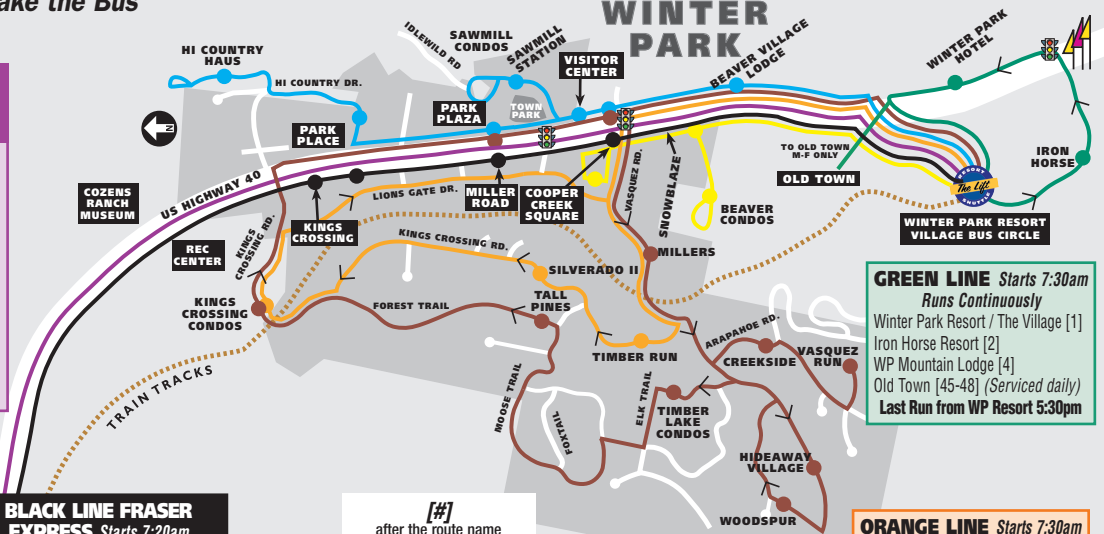 ake the Bus
WINTER
PARK
HI COUNTRY
HAUS
HI COUNTRY DR.
IDLEWILD RD
SAWMILL
CONDOS
SAWMILL
STATION
VISITOR
CENTER
BEAVER VILLAGE
LODGE
WINTER PARK
HOTEL
PARK
PLAZA
TOWN
PARK
PARK
PLACE
N
TO OLD TOWN
M-F ONLY
OLD TOWN
IRON
HORSE
The Lift
WINTER PARK RESORT
VILLAGE BUS CIRCLE
COZENS
RANCH
MUSEUM
US HIGHWAY 40
REC
CENTER
KINGS
CROSSING RD.
KINGS
CROSSING
LIONS GATE DR.
MILLER
ROAD
COOPER
CREEK
SQUARE
VASQUEZ RD.
SNOWBLAZE
BEAVER
CONDOS
KINGS CROSSING RD.
MILLERS
SILVERADO II
KINGS
CROSSING
CONDOS
FOREST TRAIL
TALL
PINES
TIMBER RUN
ARAPAHOE RD.
CREEKSIDE
VASQUEZ
RUN
TRAIN TRACKS
MOOSE TRAIL
FOXTAIL
ELK TRAIL
TIMBER
LAKE
CONDOS
HIDEAWAY
VILLAGE
WOODSPUR
GREEN LINE Starts 7:30am
Runs Continuously
Winter Park Resort / The Village [1]
Iron Horse Resort [2]
WP Mountain Lodge [4]
Old Town [45-48] (Serviced daily)
Last Run from WP Resort 5:30pm
BLACK LINE FRASER
EXPRESS Starts 7:20am
[#]
after the route name
ORANGE LINE Starts 7:30am